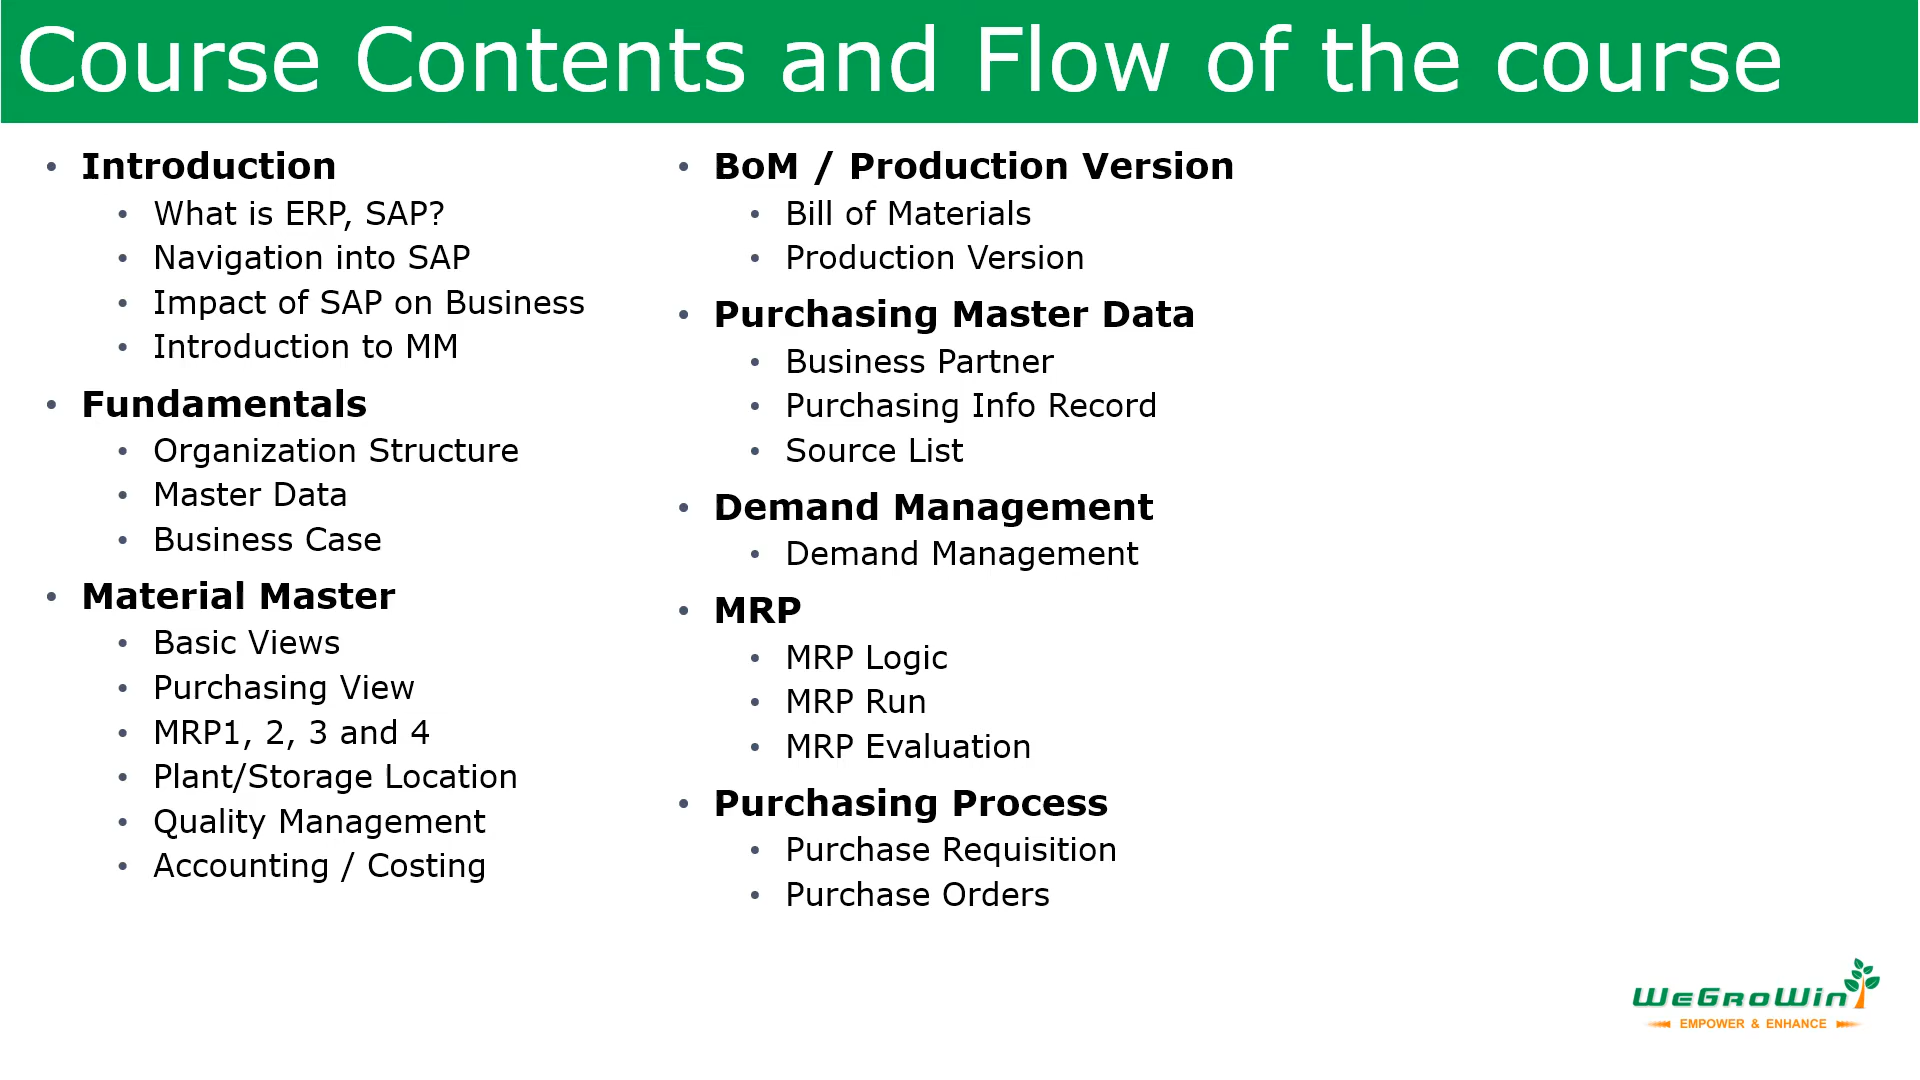 Course Contents and Flow of the course
• Introduction
• What is ERP, SAP?
• Navigation into SAP
• Impact of SAP on Business
• Introduction to MM
• Fundamentals
• Organization Structure
• Master Data
• Business Case
• Material Master
• Basic Views
• Purchasing View
• MRP1, 2, 3 and 4
• Plant/Storage Location
• Quality Management
• Accounting / Costing
• BoM / Production Version
• Bill of Materials
• Production Version
• Purchasing Master Data
• Business Partner
• Purchasing Info Record
• Source List
• Demand Management
• Demand Management
• MRP
• MRP Logic
• MRP Run
• MRP Evaluation
• Purchasing Process
• Purchase Requisition
• Purchase Orders
WeGroWin
EMPOWER & ENHANCE